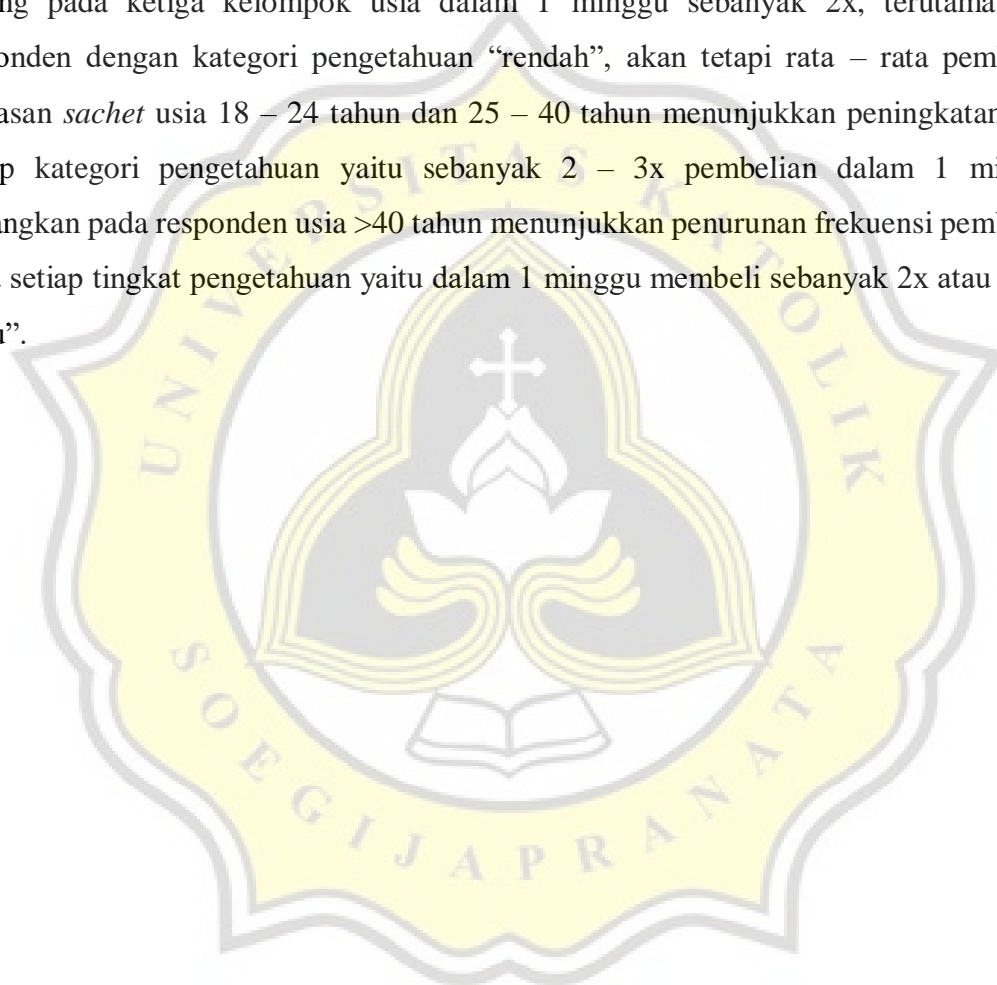 ng pada ketiga kelompok usia dalam 1 minggu sebanyak 2x, terutama
onden dengan kategori pengetahuan “rendah”, akan tetapi rata – rata pem
asan sachet usia 18 – 24 tahun dan 25 – 40 tahun menunjukkan peningkatan
p kategori pengetahuan yaitu sebanyak 2 – 3x pembelian dalam 1 mi
ngkan pada responden usia >40 tahun menunjukkan penurunan frekuensi pemb
setiap tingkat pengetahuan yaitu dalam 1 minggu membeli sebanyak 2x atau
u”.
UNIVERSITAS KATOLIK
SOEGIJAPRANATA